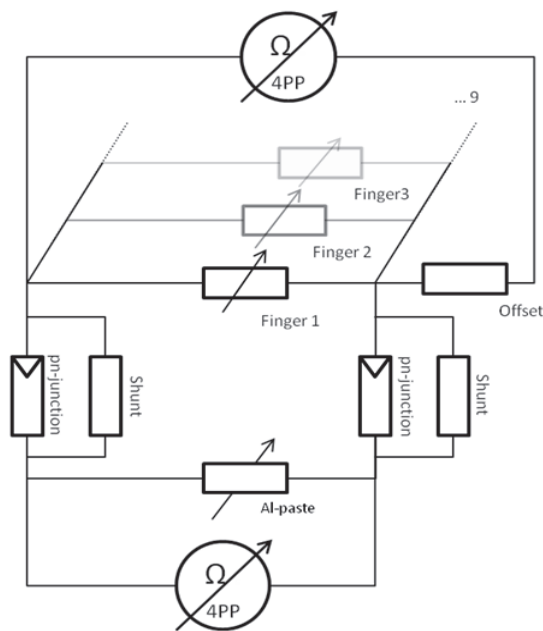 Ω
4PP
... 9
Finger3
Finger 2
Finger 1
Offset
pn-junction
Shunt
pn-junction
Shunt
Al-paste
Ω
4PP